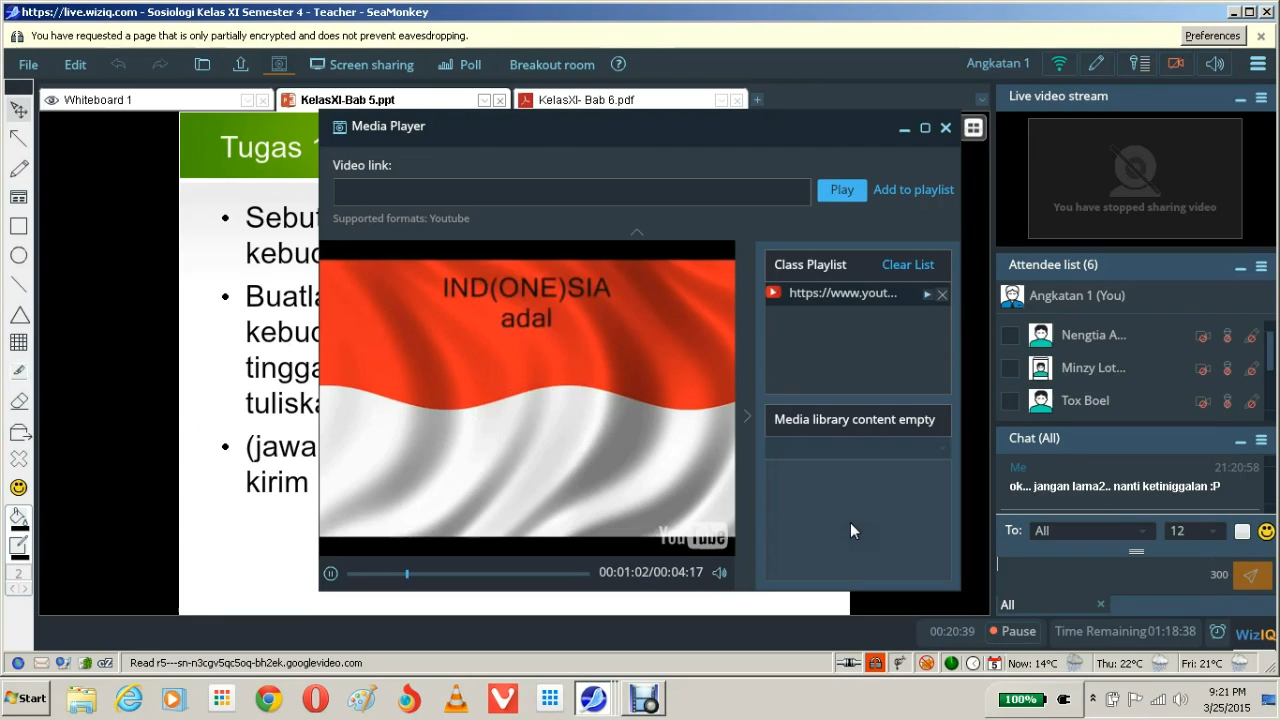 https://live.wiziq.com - Sosiologi Kelas XI Semester 4 - Teacher - SeaMonkey
You have requested a page that is only partially encrypted and does not prevent eavesdropping.
Preferences
File Edit Screen sharing Poll Breakout room ? Angkatan 1
Whiteboard 1
KelasXI-Bab 5.ppt
KelasXI- Bab 6.pdf
Live video stream
You have stopped sharing video
Tugas 1
Sebut
kebud
Buatla
kebud
tingga
tuliska
(jawa
kirim
Media Player
Video link:
Play Add to playlist
Supported formats: Youtube
IND(ONE)SIA
adal
YouTube
00:01:02/00:04:17
Class Playlist Clear List
https://www.yout...
Media library content empty
Attendee list (6)
Angkatan 1 (You)
Nengtia A...
Minzy Lot...
Tox Boel
Chat (All)
Me 21:20:58
ok... jangan lama2.. nanti ketiniggalan :P
To: All 12
300
All
2
00:20:39 Pause Time Remaining 01:18:38 WizIQ
Read r5---sn-n3cgv5qc5oq-bh2ek.googlevideo.com
5 Now: 14°C Thu: 22°C Fri: 21°C
Start
100%
9:21 PM
3/25/2015